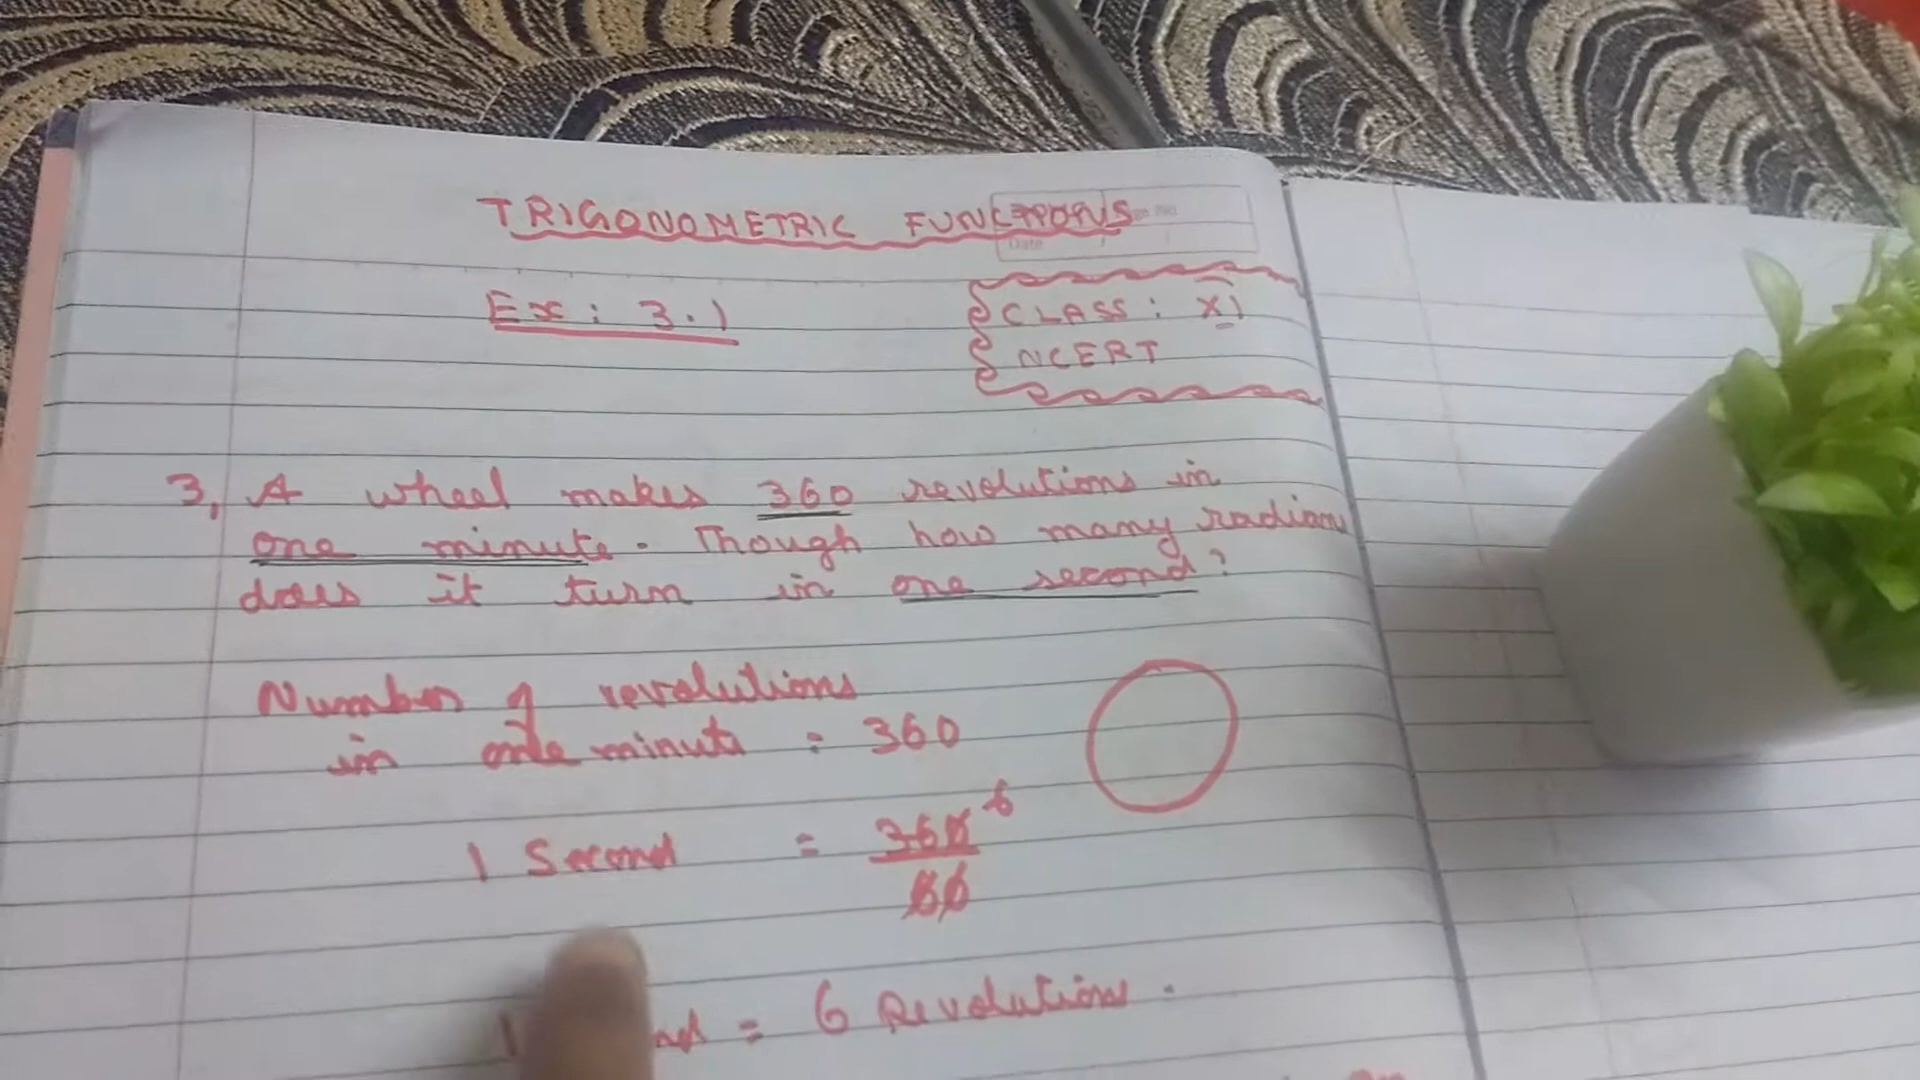 TRIGONOMETRIC FUNCTIONS
Date
Ex: 3.1
CLASS: XI
NCERT
3, A wheel makes 360 revolutions in
one minute. Though how many radians
does it turn in one second?
Number of revolutions
in one minute = 360
1 Second = 360 6
60
= 6 Revolutions.